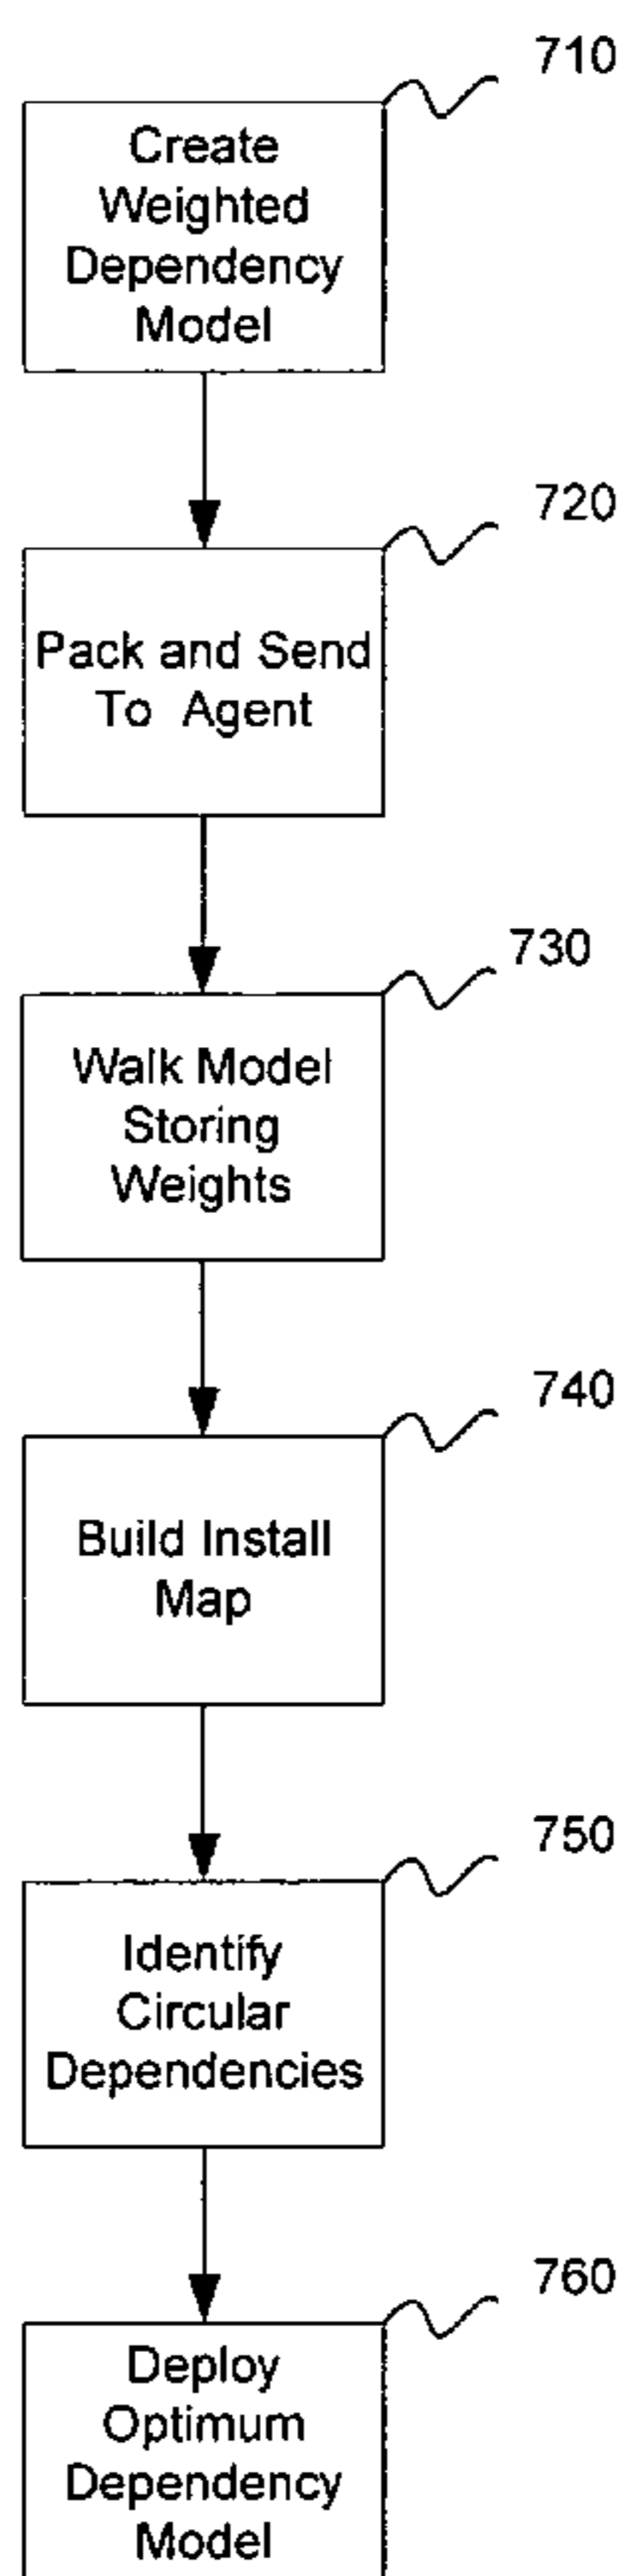 710
Create
Weighted
Dependency
Model
720
Pack and Send
To Agent
730
Walk Model
Storing
Weights
740
Build Install
Map
750
Identify
Circular
Dependencies
760
Deploy
Optimum
Dependency
Model